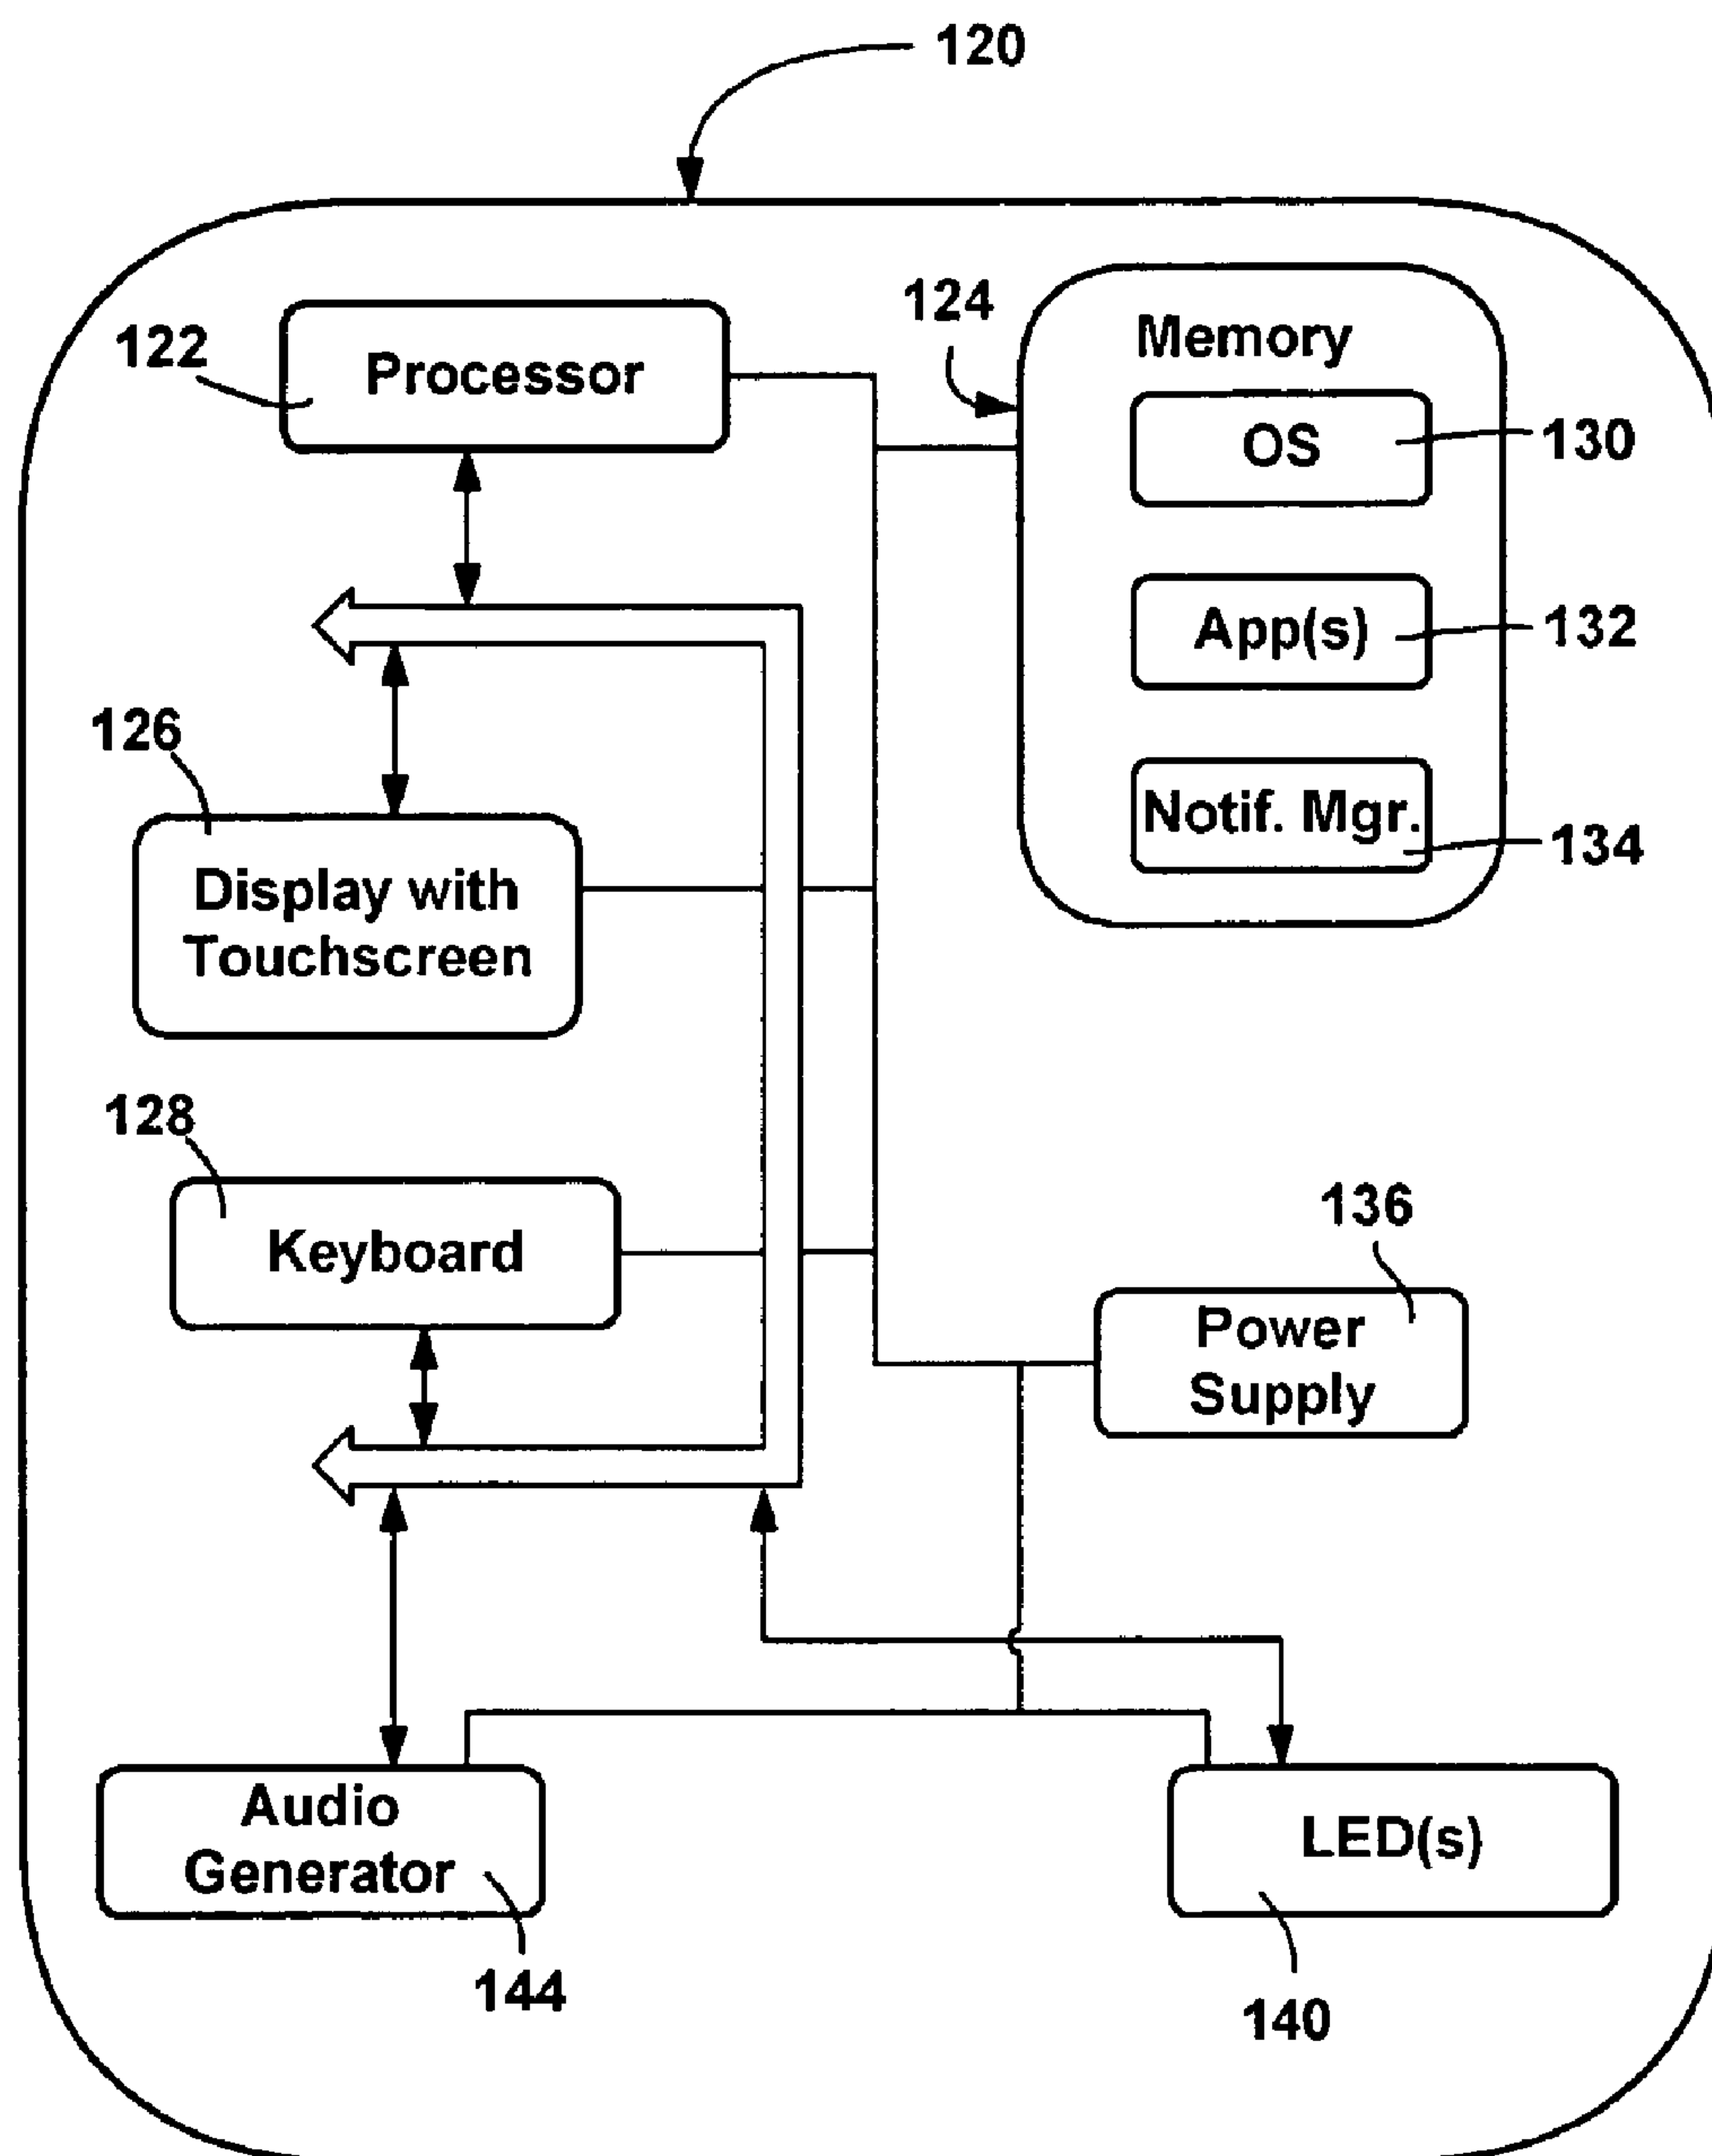 120
124
Memory
122
Processor
OS
130
App(s)
132
126
Notif. Mgr.
134
Display with
Touchscreen
128
Keyboard
136
Power
Supply
Audio
Generator
LED(s)
144
140